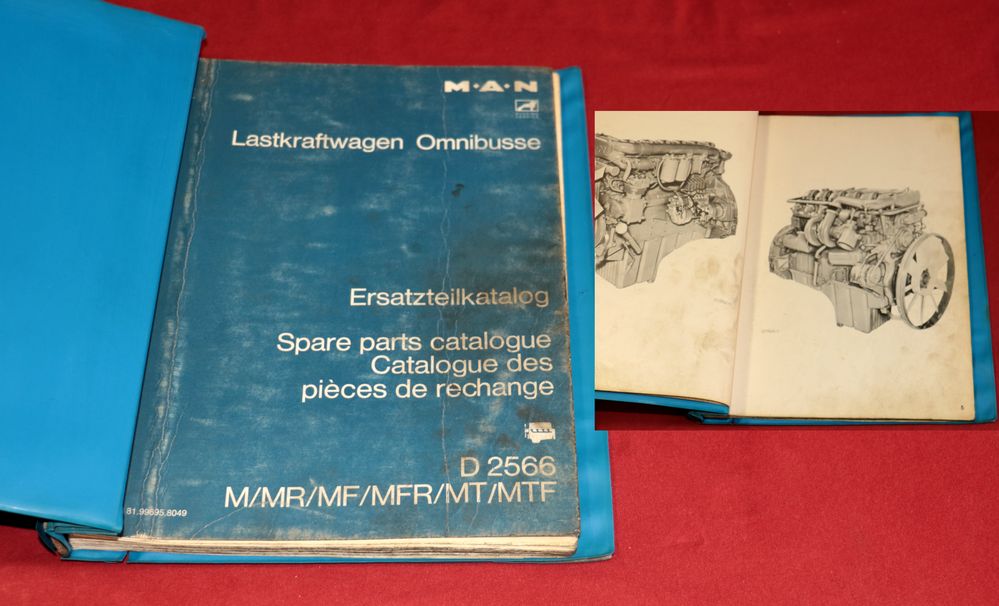 M·A·N
Lastkraftwagen Omnibusse
Ersatzteilkatalog
Spare parts catalogue
Catalogue des
pièces de rechange
D 2566
M/MR/MF/MFR/MT/MTF
81.99695.8049
5